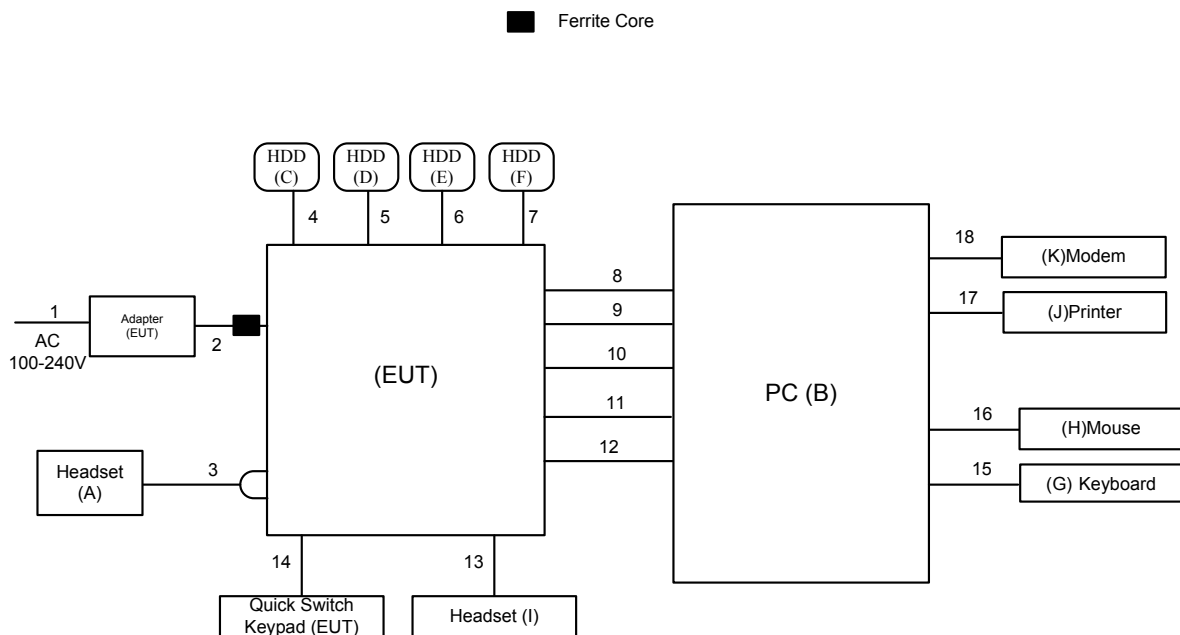 Ferrite Core
HDD
(C)
HDD
(D)
HDD
(E)
HDD
(F)
4
5
6
7
1
AC
100-240V
Adapter
(EUT)
2
(EUT)
8
9
10
11
12
PC (B)
18
(K)Modem
17
(J)Printer
16
(H)Mouse
15
(G) Keyboard
Headset
(A)
3
14
Quick Switch
Keypad (EUT)
13
Headset (I)